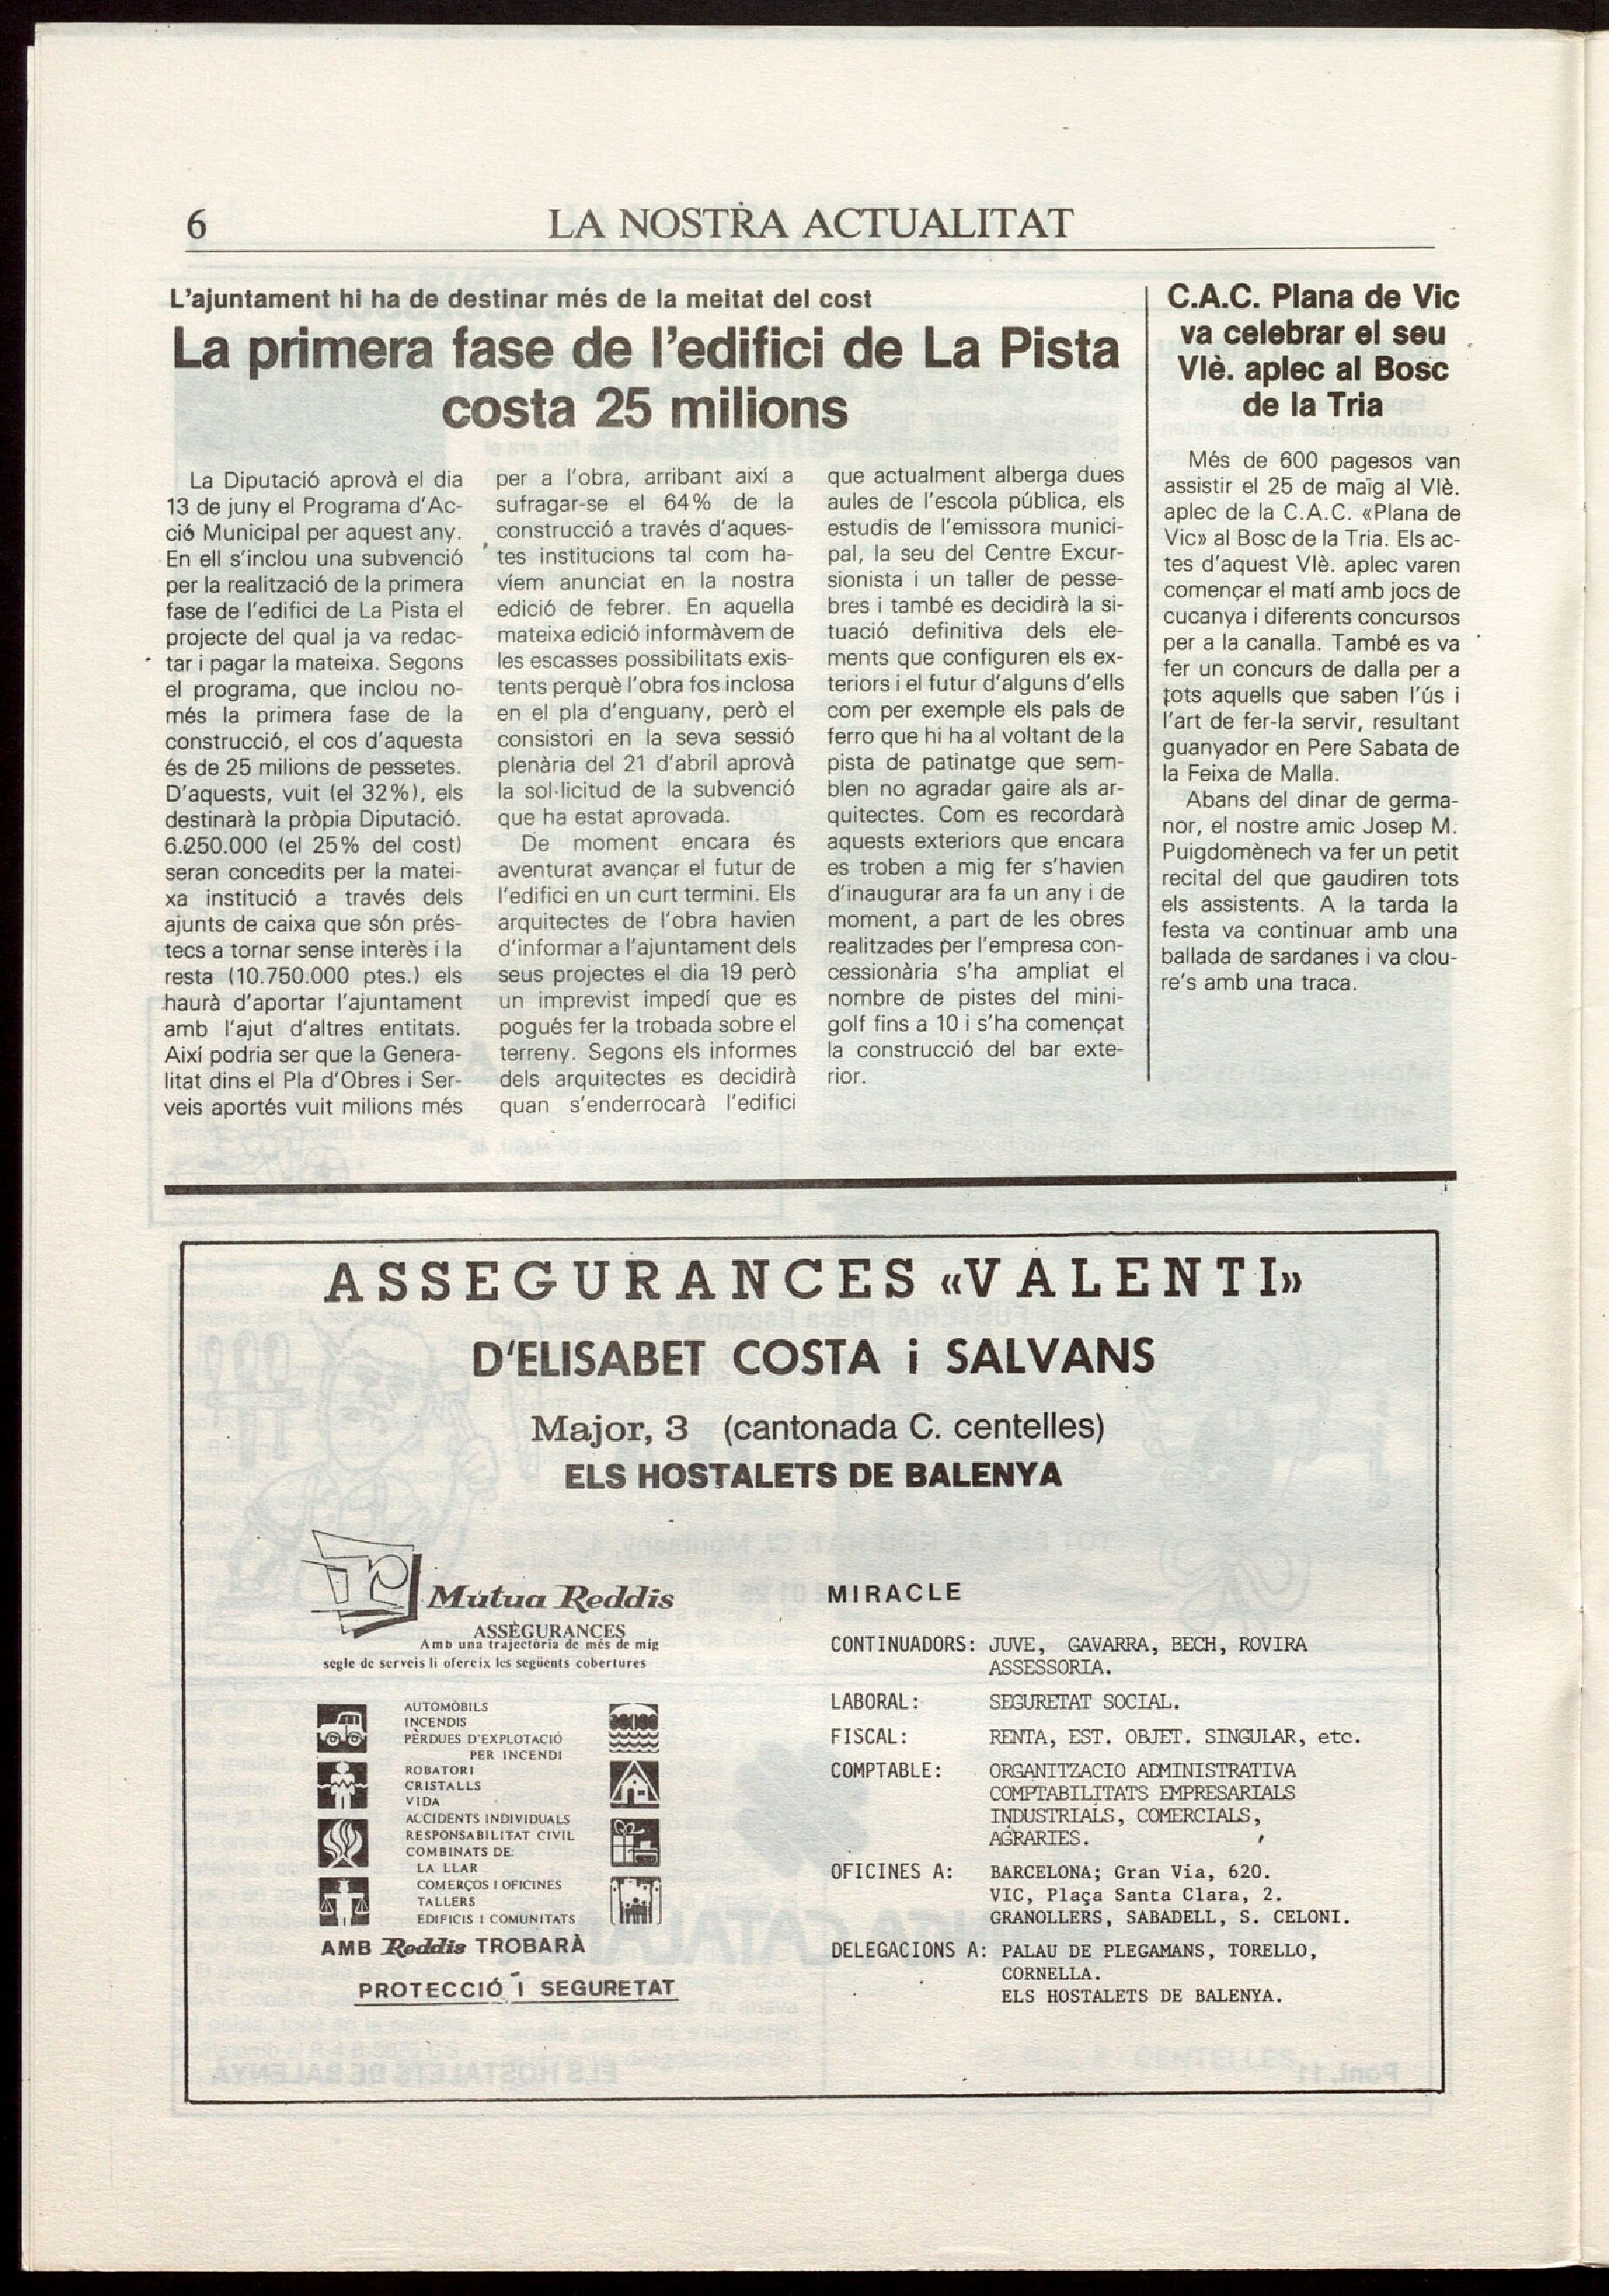 6
LA NOSTRA ACTUALITAT
L'ajuntament hi ha de destinar més de la meitat del cost
La primera fase de l'edifici de La Pista
costa 25 milions
La Diputació aprovà el dia
13 de juny el Programa d'Ac-
ció Municipal per aquest any.
En ell s'inclou una subvenció
per la realització de la primera
fase de l'edifici de La Pista el
projecte del qual ja va redac-
tar i pagar la mateixa. Segons
el programa, que inclou no-
més la primera fase de la
construcció, el cos d'aquesta
és de 25 milions de pessetes.
D'aquests, vuit (el 32%), els
destinarà la pròpia Diputació.
6.250.000 (el 25% del cost)
seran concedits per la matei-
xa institució a través dels
ajunts de caixa que són prés-
tecs a tornar sense interès i la
resta (10.750.000 ptes.) els
haurà d'aportar l'ajuntament
amb l'ajut d'altres entitats.
Així podria ser que la Genera-
litat dins el Pla d'Obres i Ser-
veis aportés vuit milions més
per a l'obra, arribant així a
sufragar-se el 64% de la
construcció a través d'aques-
tes institucions tal com ha-
víem anunciat en la nostra
edició de febrer. En aquella
mateixa edició informàvem de
les escasses possibilitats exis-
tents perquè l'obra fos inclosa
en el pla d'enguany, però el
consistori en la seva sessió
plenària del 21 d'abril aprovà
la sol·licitud de la subvenció
que ha estat aprovada.
De moment encara és
aventurat avançar el futur de
l'edifici en un curt termini. Els
arquitectes de l'obra havien
d'informar a l'ajuntament dels
seus projectes el dia 19 però
un imprevist impedí que es
pogués fer la trobada sobre el
terreny. Segons els informes
dels arquitectes es decidirà
quan s'enderrocarà l'edifici
que actualment alberga dues
aules de l'escola pública, els
estudis de l'emissora munici-
pal, la seu del Centre Excur-
sionista i un taller de pesse-
bres i també es decidirà la si-
tuació definitiva dels ele-
ments que configuren els ex-
teriors i el futur d'alguns d'ells
com per exemple els pals de
ferro que hi ha al voltant de la
pista de patinatge que sem-
blen no agradar gaire als ar-
quitectes. Com es recordarà
aquests exteriors que encara
es troben a mig fer s'havien
d'inaugurar ara fa un any i de
moment, a part de les obres
realitzades per l'empresa con-
cessionària s'ha ampliat el
nombre de pistes del mini-
golf fins a 10 i s'ha començat
la construcció del bar exte-
rior.
C.A.C. Plana de Vic
va celebrar el seu
VIè. aplec al Bosc
de la Tria
Més de 600 pagesos van
assistir el 25 de maig al VIè.
aplec de la C.A.C. «Plana de
Vic» al Bosc de la Tria. Els ac-
tes d'aquest VIè. aplec varen
començar el matí amb jocs de
cucanya i diferents concursos
per a la canalla. També es va
fer un concurs de dalla per a
tots aquells que saben l'ús i
l'art de fer-la servir, resultant
guanyador en Pere Sabata de
la Feixa de Malla.
Abans del dinar de germa-
nor, el nostre amic Josep M.
Puigdomènech va fer un petit
recital del que gaudiren tots
els assistents. A la tarda la
festa va continuar amb una
ballada de sardanes i va clou-
re's amb una traca.
ASSEGURANCES «VALENTI»
D'ELISABET COSTA i SALVANS
Major, 3 (cantonada C. centelles)
ELS HOSTALETS DE BALENYA
Mútua Reddis
ASSEGURANCES
Amb una trajectòria de més de mig
segle de serveis li ofereix les següents cobertures
AUTOMÒBILS
INCENDIS
PÈRDUES D'EXPLOTACIÓ
PER INCENDI
ROBATORI
CRISTALLS
VIDA
ACCIDENTS INDIVIDUALS
RESPONSABILITAT CIVIL
COMBINATS DE:
LA LLAR
COMERÇOS I OFICINES
TALLERS
EDIFICIS I COMUNITATS
AMB Reddis TROBARÀ
PROTECCIÓ I SEGURETAT
MIRACLE
CONTINUADORS: JUVE, GAVARRA, BECH, ROVIRA
ASSESSORIA.
LABORAL: SEGURETAT SOCIAL.
FISCAL: RENTA, EST. OBJET. SINGULAR, etc.
COMPTABLE: ORGANITZACIO ADMINISTRATIVA
COMPTABILITATS EMPRESARIALS
INDUSTRIALS, COMERCIALS,
AGRARIES.
OFICINES A: BARCELONA; Gran Via, 620.
VIC, Plaça Santa Clara, 2.
GRANOLLERS, SABADELL, S. CELONI.
DELEGACIONS A: PALAU DE PLEGAMANS, TORELLO,
CORNELLA.
ELS HOSTALETS DE BALENYA.